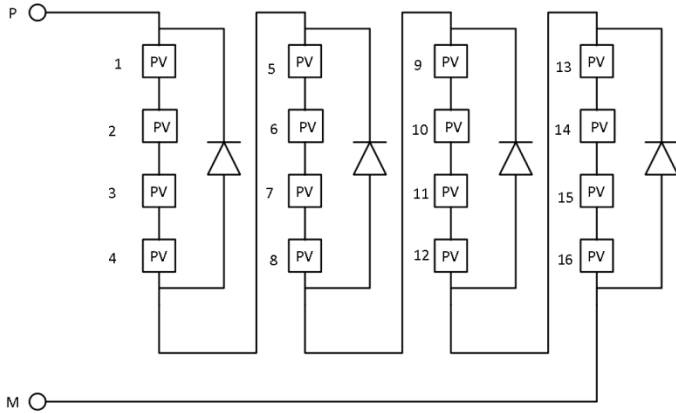 P
1 PV 5 PV 9 PV 13 PV
2 PV 6 PV 10 PV 14 PV
3 PV 7 PV 11 PV 15 PV
4 PV 8 PV 12 PV 16 PV
M